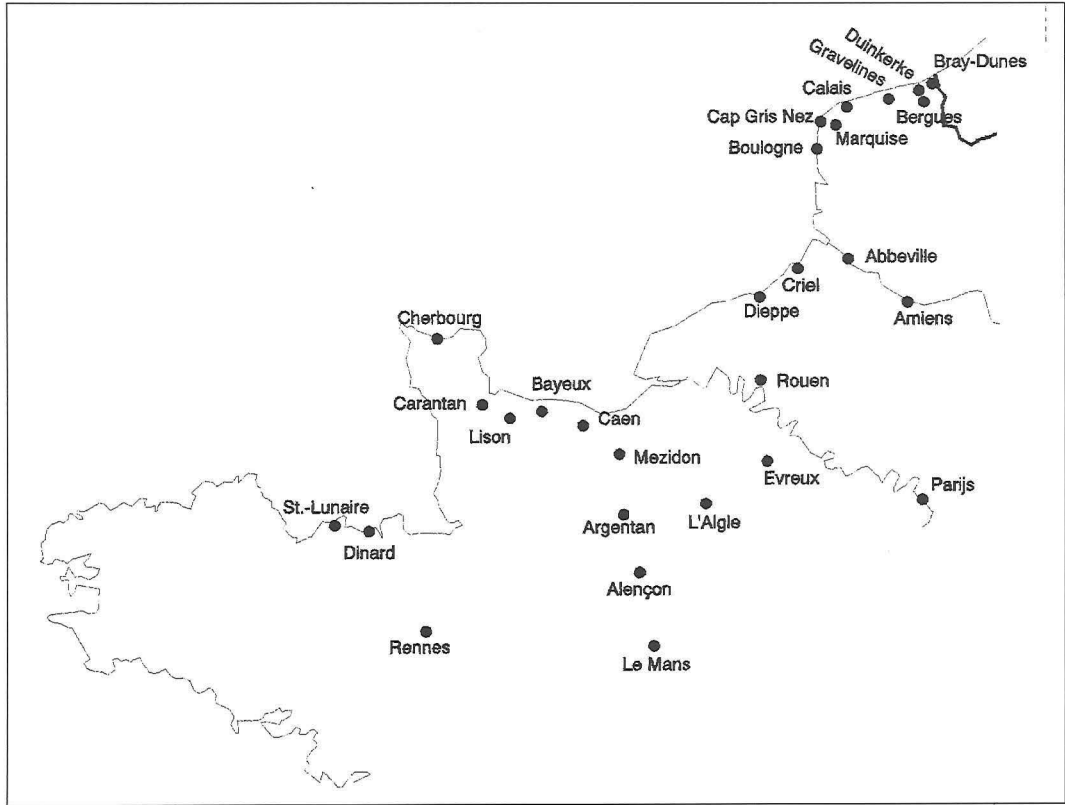 Duinkerke
Gravelines
Bray-Dunes
Calais
Bergues
Cap Gris Nez
Marquise
Boulogne
Abbeville
Criel
Dieppe
Amiens
Cherbourg
Rouen
Bayeux
Carantan
Caen
Lison
Mezidon
Evreux
Parijs
St.-Lunaire
L'Aigle
Argentan
Dinard
Alençon
Rennes
Le Mans